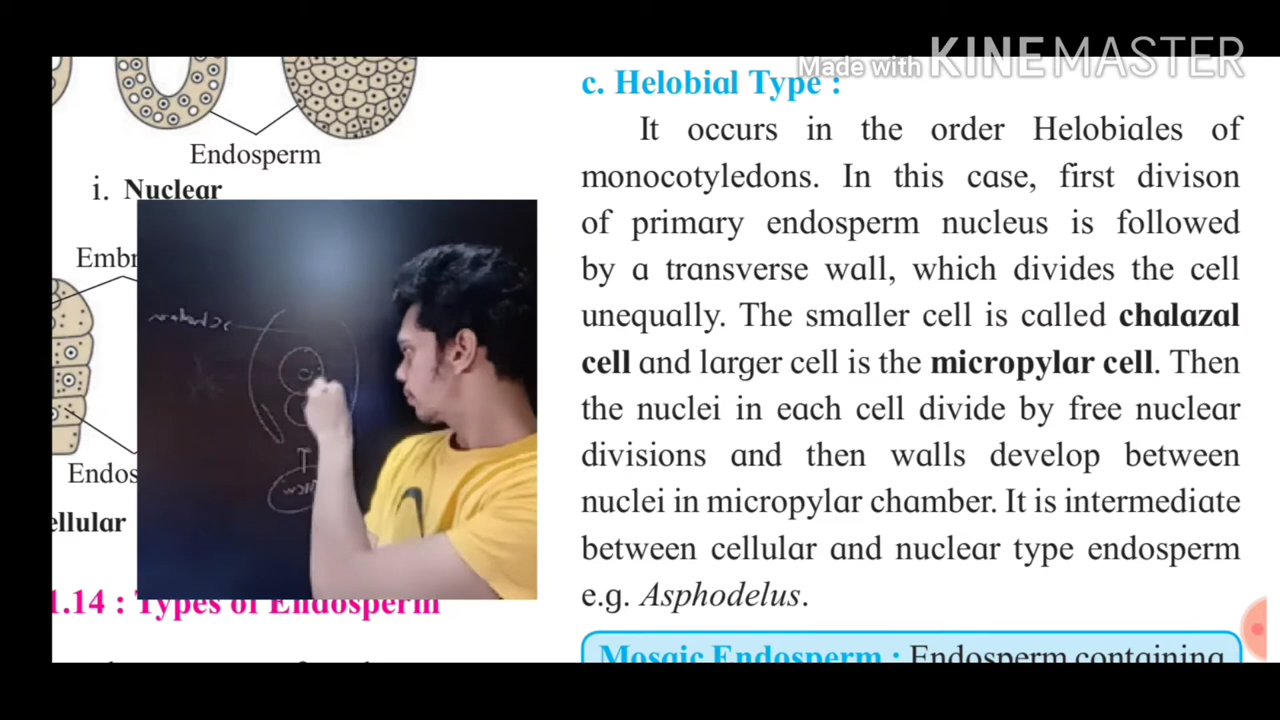 Made with KINEMASTER
c. Helobial Type :
It occurs in the order Helobiales of
monocotyledons. In this case, first divison
of primary endosperm nucleus is followed
by a transverse wall, which divides the cell
unequally. The smaller cell is called chalazal
cell and larger cell is the micropylar cell. Then
the nuclei in each cell divide by free nuclear
divisions and then walls develop between
nuclei in micropylar chamber. It is intermediate
between cellular and nuclear type endosperm
e.g. Asphodelus.
Mosaic Endosperm : Endosperm containing
Endosperm
i. Nuclear
Embr
Endos
ellular
1.14 : Types of Endosperm